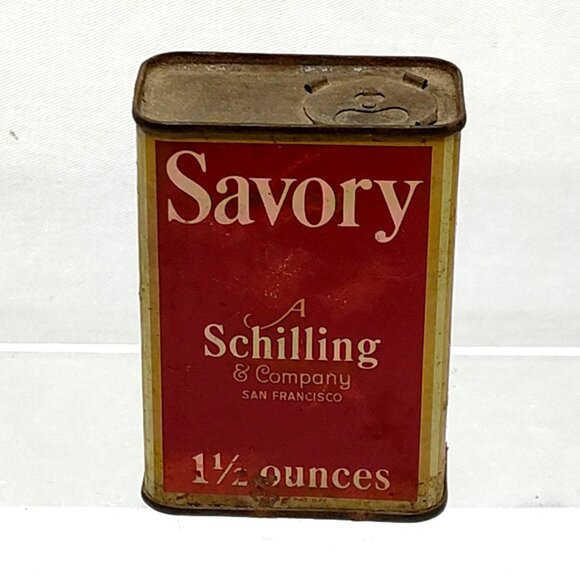 Savory
A
Schilling
& Company
SAN FRANCISCO
1½ ounces